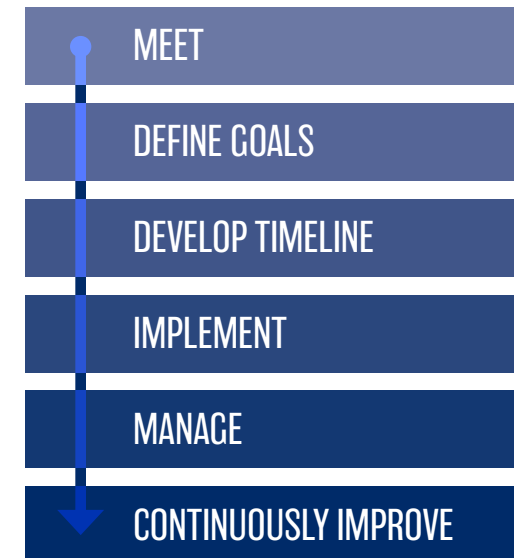 MEET
DEFINE GOALS
DEVELOP TIMELINE
IMPLEMENT
MANAGE
CONTINUOUSLY IMPROVE